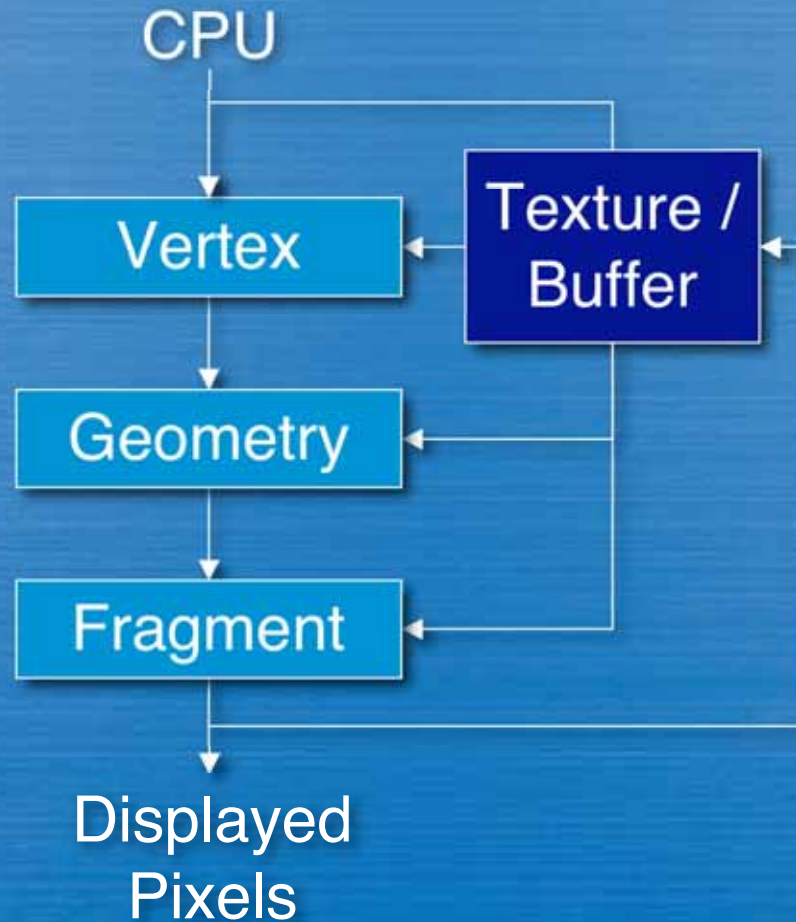 CPU
Vertex
Texture /
Buffer
Geometry
Fragment
Displayed
Pixels